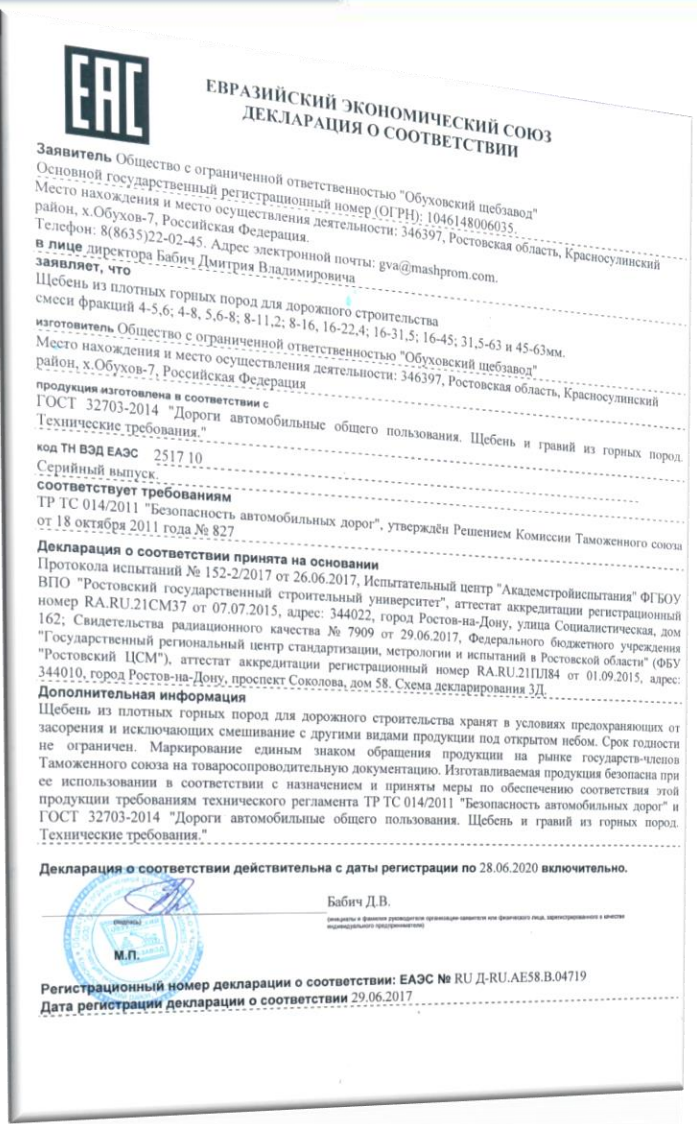 EAC
ЕВРАЗИЙСКИЙ ЭКОНОМИЧЕСКИЙ СОЮЗ
ДЕКЛАРАЦИЯ О СООТВЕТСТВИИ
Заявитель Общество с ограниченной ответственностью "Обуховский щебзавод"
Основной государственный регистрационный номер (ОГРН): 1046148006035.
Место нахождения и место осуществления деятельности: 346397, Ростовская область, Красносулинский
район, х.Обухов-7, Российская Федерация.
Телефон: 8(8635)22-02-45. Адрес электронной почты: gva@mashprom.com.
в лице директора Бабич Дмитрия Владимировича
заявляет, что
Щебень из плотных горных пород для дорожного строительства
смеси фракций 4-5,6; 4-8, 5,6-8; 8-11,2; 8-16, 16-22,4; 16-31,5; 16-45; 31,5-63 и 45-63мм.
изготовитель Общество с ограниченной ответственностью "Обуховский щебзавод"
Место нахождения и место осуществления деятельности: 346397, Ростовская область, Красносулинский
район, х.Обухов-7, Российская Федерация
продукция изготовлена в соответствии с
ГОСТ 32703-2014 "Дороги автомобильные общего пользования. Щебень и гравий из горных пород.
Технические требования."
код ТН ВЭД ЕАЭС 2517 10
Серийный выпуск.
соответствует требованиям
ТР ТС 014/2011 "Безопасность автомобильных дорог", утверждён Решением Комиссии Таможенного союза
от 18 октября 2011 года № 827
Декларация о соответствии принята на основании
Протокола испытаний № 152-2/2017 от 26.06.2017, Испытательный центр "Академстройиспытания" ФГБОУ
ВПО "Ростовский государственный строительный университет", аттестат аккредитации регистрационный
номер RA.RU.21СМ37 от 07.07.2015, адрес: 344022, город Ростов-на-Дону, улица Социалистическая, дом
162; Свидетельства радиационного качества № 7909 от 29.06.2017, Федерального бюджетного учреждения
"Государственный региональный центр стандартизации, метрологии и испытаний в Ростовской области" (ФБУ
"Ростовский ЦСМ"), аттестат аккредитации регистрационный номер RA.RU.21ПЛ84 от 01.09.2015, адрес:
344010, город Ростов-на-Дону, проспект Соколова, дом 58. Схема декларирования 3Д.
Дополнительная информация
Щебень из плотных горных пород для дорожного строительства хранят в условиях предохраняющих от
засорения и исключающих смешивание с другими видами продукции под открытом небом. Срок годности
не ограничен. Маркирование единым знаком обращения продукции на рынке государств-членов
Таможенного союза на товаросопроводительную документацию. Изготавливаемая продукция безопасна при
ее использовании в соответствии с назначением и приняты меры по обеспечению соответствия этой
продукции требованиям технического регламента ТР ТС 014/2011 "Безопасность автомобильных дорог" и
ГОСТ 32703-2014 "Дороги автомобильные общего пользования. Щебень и гравий из горных пород.
Технические требования."
Декларация о соответствии действительна с даты регистрации по 28.06.2020 включительно.
Бабич Д.В.
(подпись)
(инициалы и фамилия руководителя организации-заявителя или физического лица, зарегистрированного в качестве
индивидуального предпринимателя)
М.П.
Регистрационный номер декларации о соответствии: ЕАЭС № RU Д-RU.АЕ58.В.04719
Дата регистрации декларации о соответствии 29.06.2017